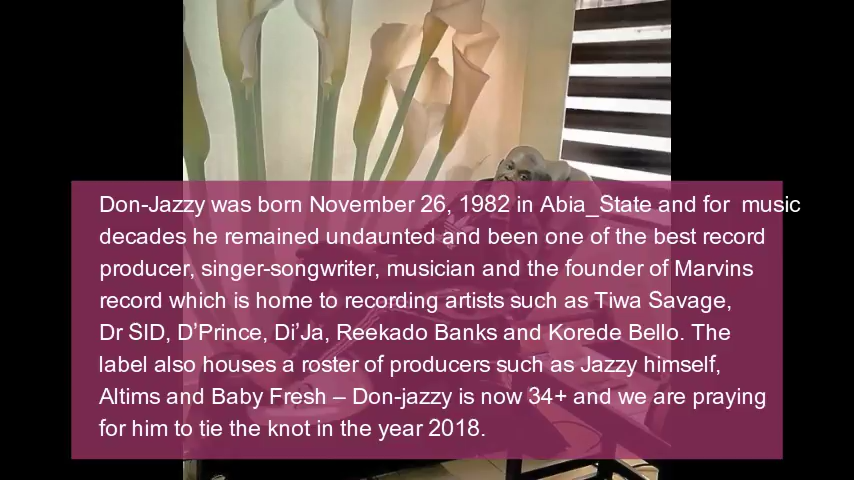 Don-Jazzy was born November 26, 1982 in Abia_State and for  music
decades he remained undaunted and been one of the best record
producer, singer-songwriter, musician and the founder of Marvins
record which is home to recording artists such as Tiwa Savage,
Dr SID, D’Prince, Di’Ja, Reekado Banks and Korede Bello. The
label also houses a roster of producers such as Jazzy himself,
Altims and Baby Fresh – Don-jazzy is now 34+ and we are praying
for him to tie the knot in the year 2018.